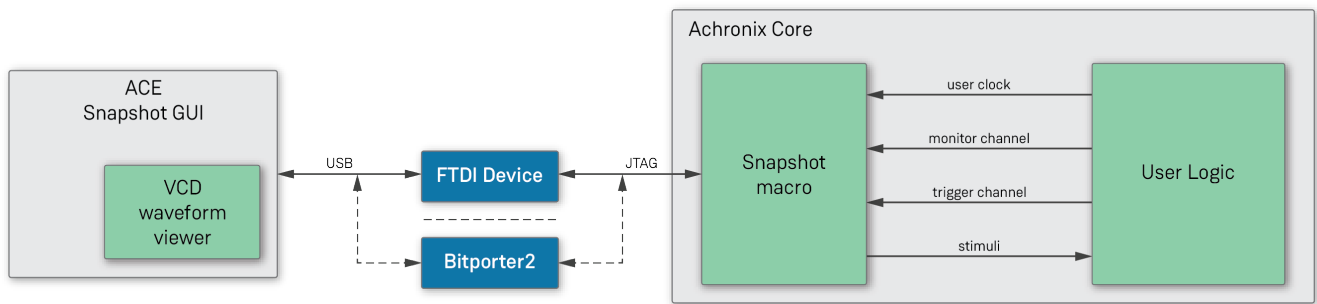 Achronix Core
ACE
Snapshot GUI
VCD
waveform
viewer
USB
FTDI Device
Bitporter2
JTAG
Snapshot
macro
user clock
monitor channel
trigger channel
stimuli
User Logic